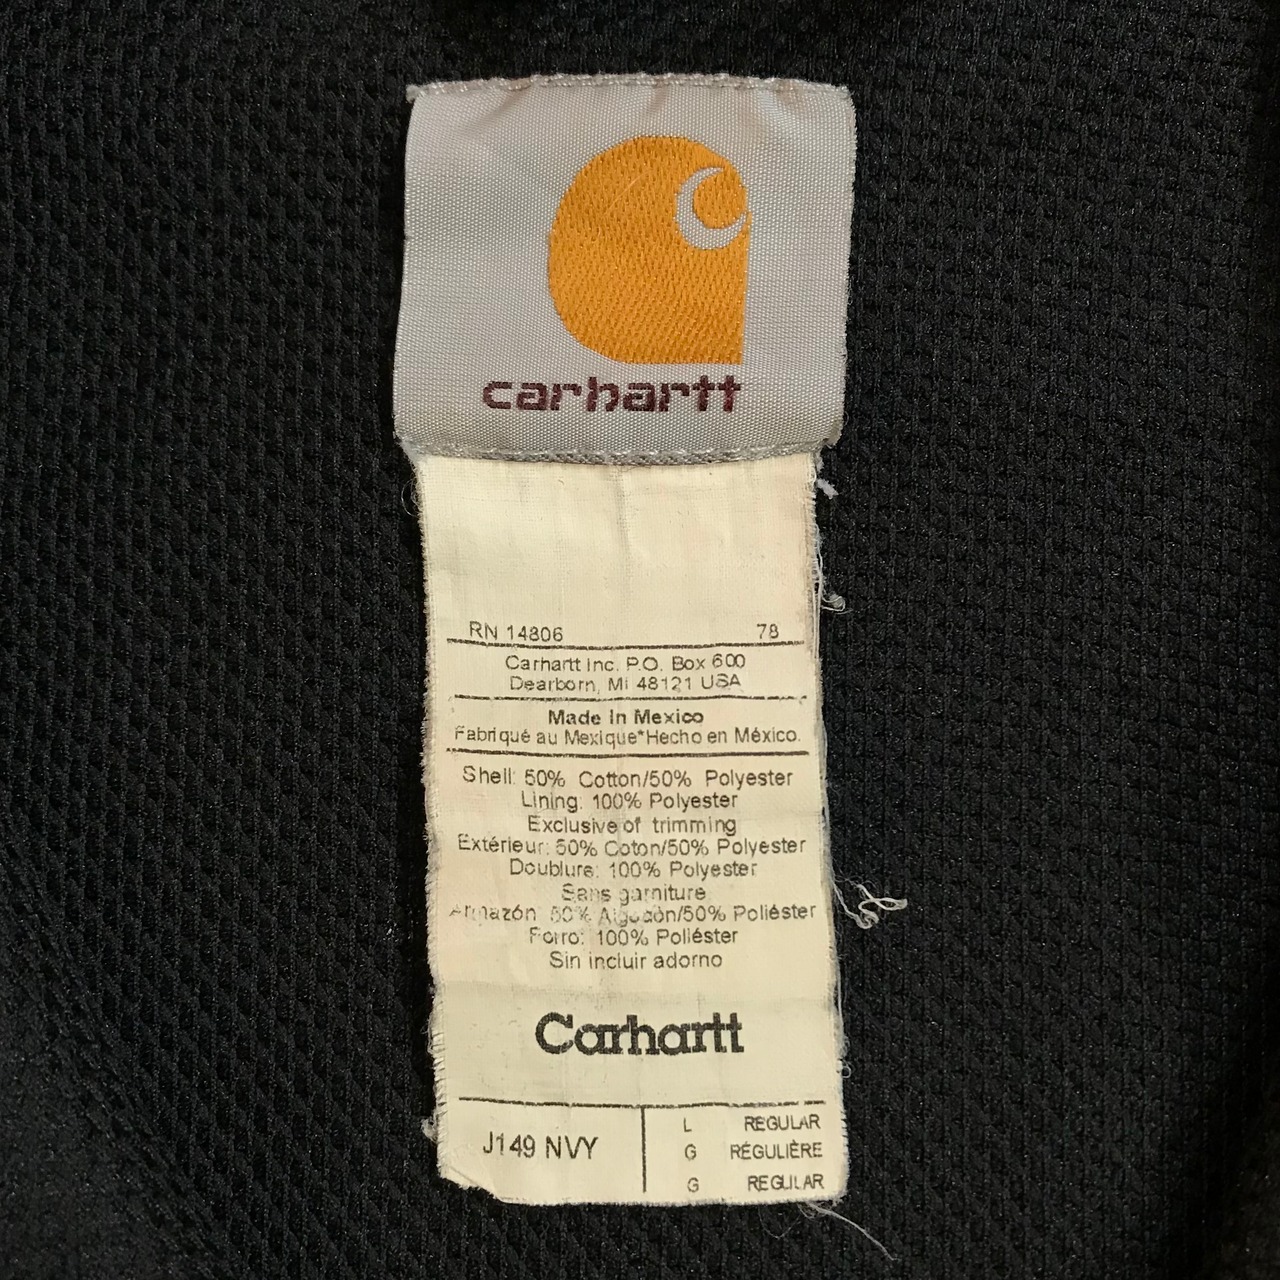 carhartt
RN 14806 78
Carhartt Inc. P.O. Box 600
Dearborn, MI 48121 USA
Made In Mexico
Fabriqué au Mexique*Hecho en México.
Shell: 50% Cotton/50% Polyester
Lining: 100% Polyester
Exclusive of trimming
Extérieur: 50% Coton/50% Polyester
Doublure: 100% Polyester
Sans garniture
Armazón 50% Algodón/50% Poliéster
Forro: 100% Poliéster
Sin incluir adorno
Carhartt
J149 NVY
L REGULAR
G RÉGULIÈRE
G REGULAR